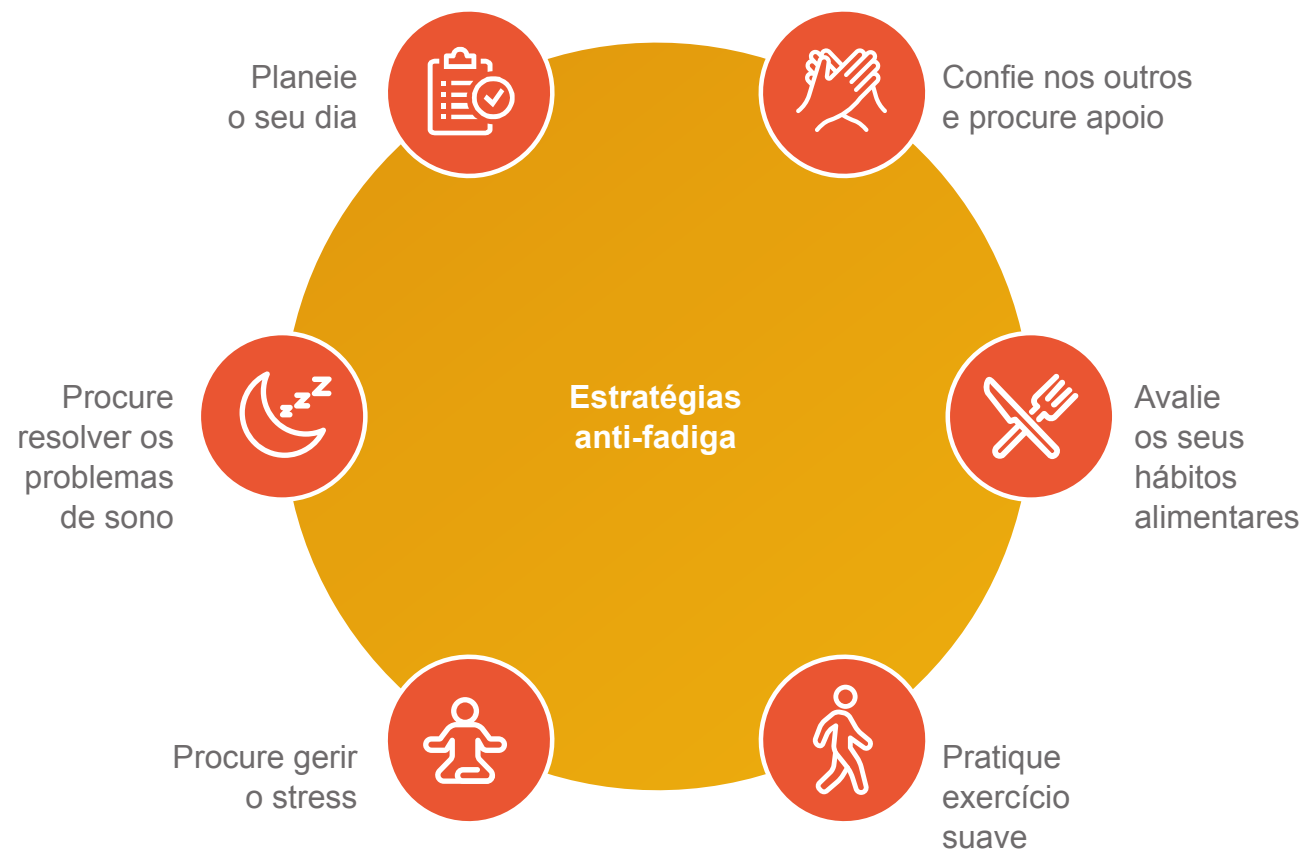 Planeie
o seu dia
Confie nos outros
e procure apoio
Procure
resolver os
problemas
de sono
Estratégias
anti-fadiga
Avalie
os seus
hábitos
alimentares
Procure gerir
o stress
Pratique
exercício
suave